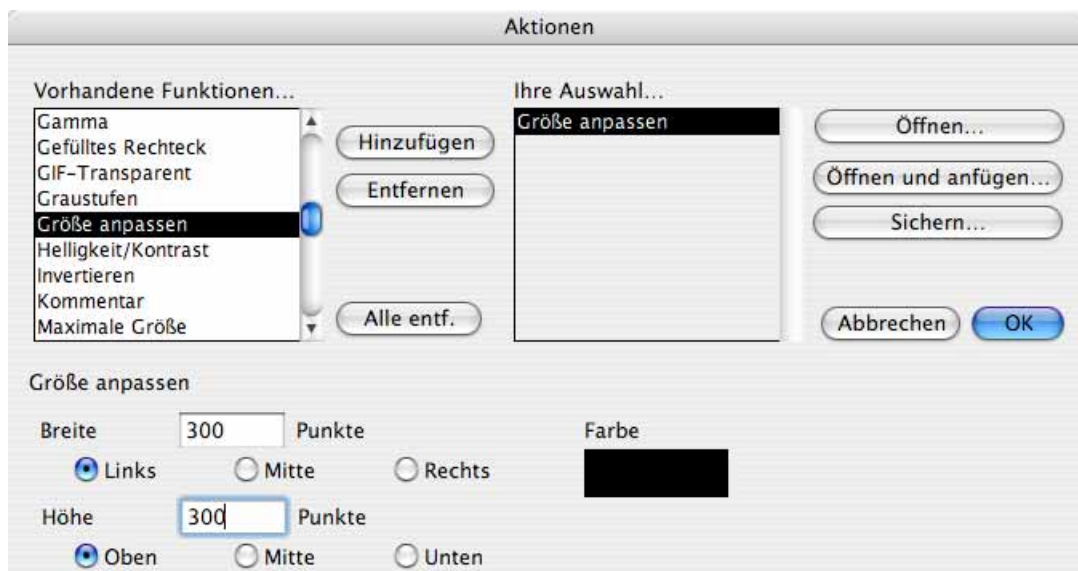 Aktionen
Vorhandene Funktionen...
Gamma
Gefülltes Rechteck
GIF-Transparent
Graustufen
Größe anpassen
Helligkeit/Kontrast
Invertieren
Kommentar
Maximale Größe
Hinzufügen
Entfernen
Alle entf.
Ihre Auswahl...
Größe anpassen
Öffnen...
Öffnen und anfügen...
Sichern...
Abbrechen OK
Größe anpassen
Breite 300 Punkte Farbe
Links Mitte Rechts
Höhe 300 Punkte
Oben Mitte Unten